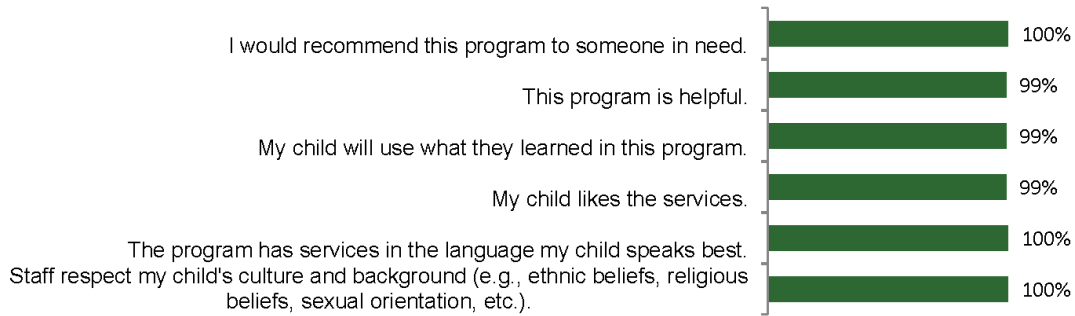 I would recommend this program to someone in need. 100%
This program is helpful. 99%
My child will use what they learned in this program. 99%
My child likes the services. 99%
The program has services in the language my child speaks best. 100%
Staff respect my child's culture and background (e.g., ethnic beliefs, religious
beliefs, sexual orientation, etc.). 100%